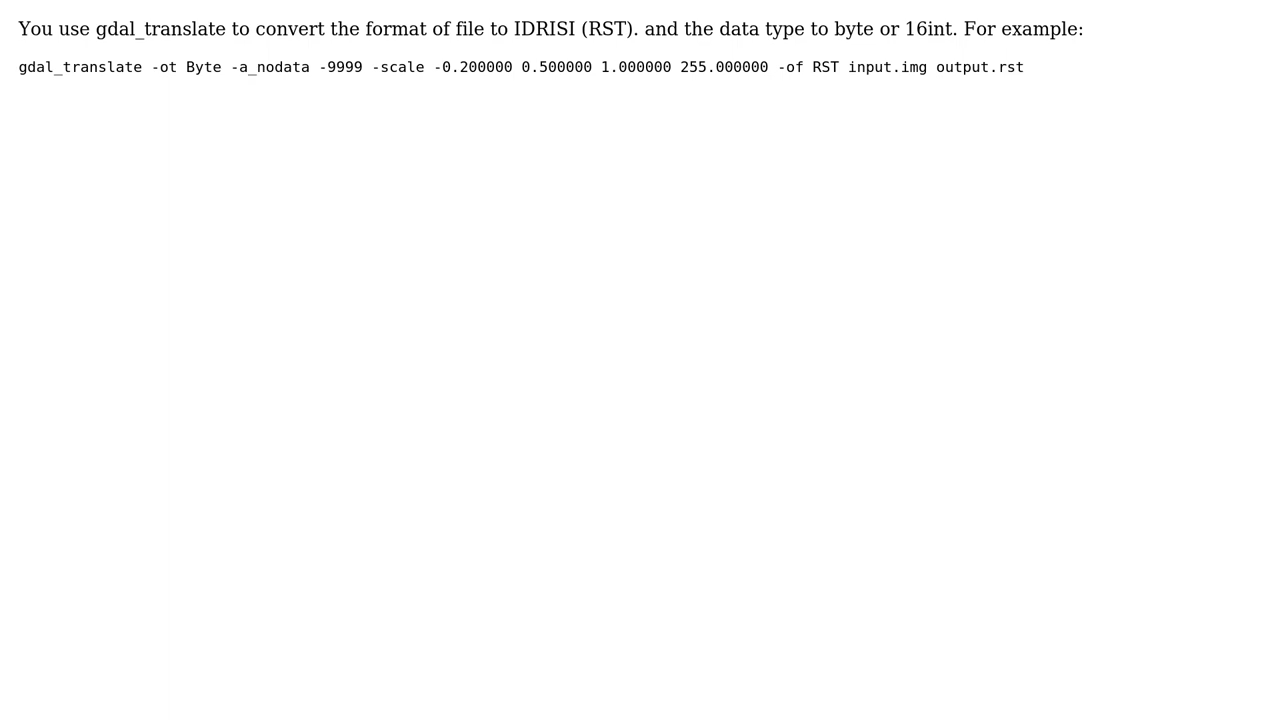 You use gdal_translate to convert the format of file to IDRISI (RST). and the data type to byte or 16int. For example:
gdal_translate -ot Byte -a_nodata -9999 -scale -0.200000 0.500000 1.000000 255.000000 -of RST input.img output.rst